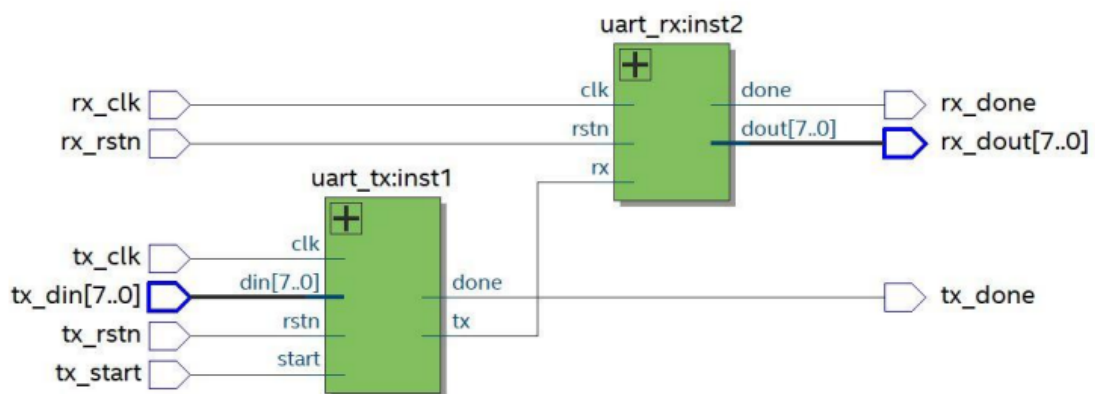 uart_rx:inst2
rx_clk clk done rx_done
rx_rstn rstn dout[7..0] rx_dout[7..0]
rx
uart_tx:inst1
tx_clk clk
tx_din[7..0] din[7..0] done tx_done
tx_rstn rstn tx
tx_start start